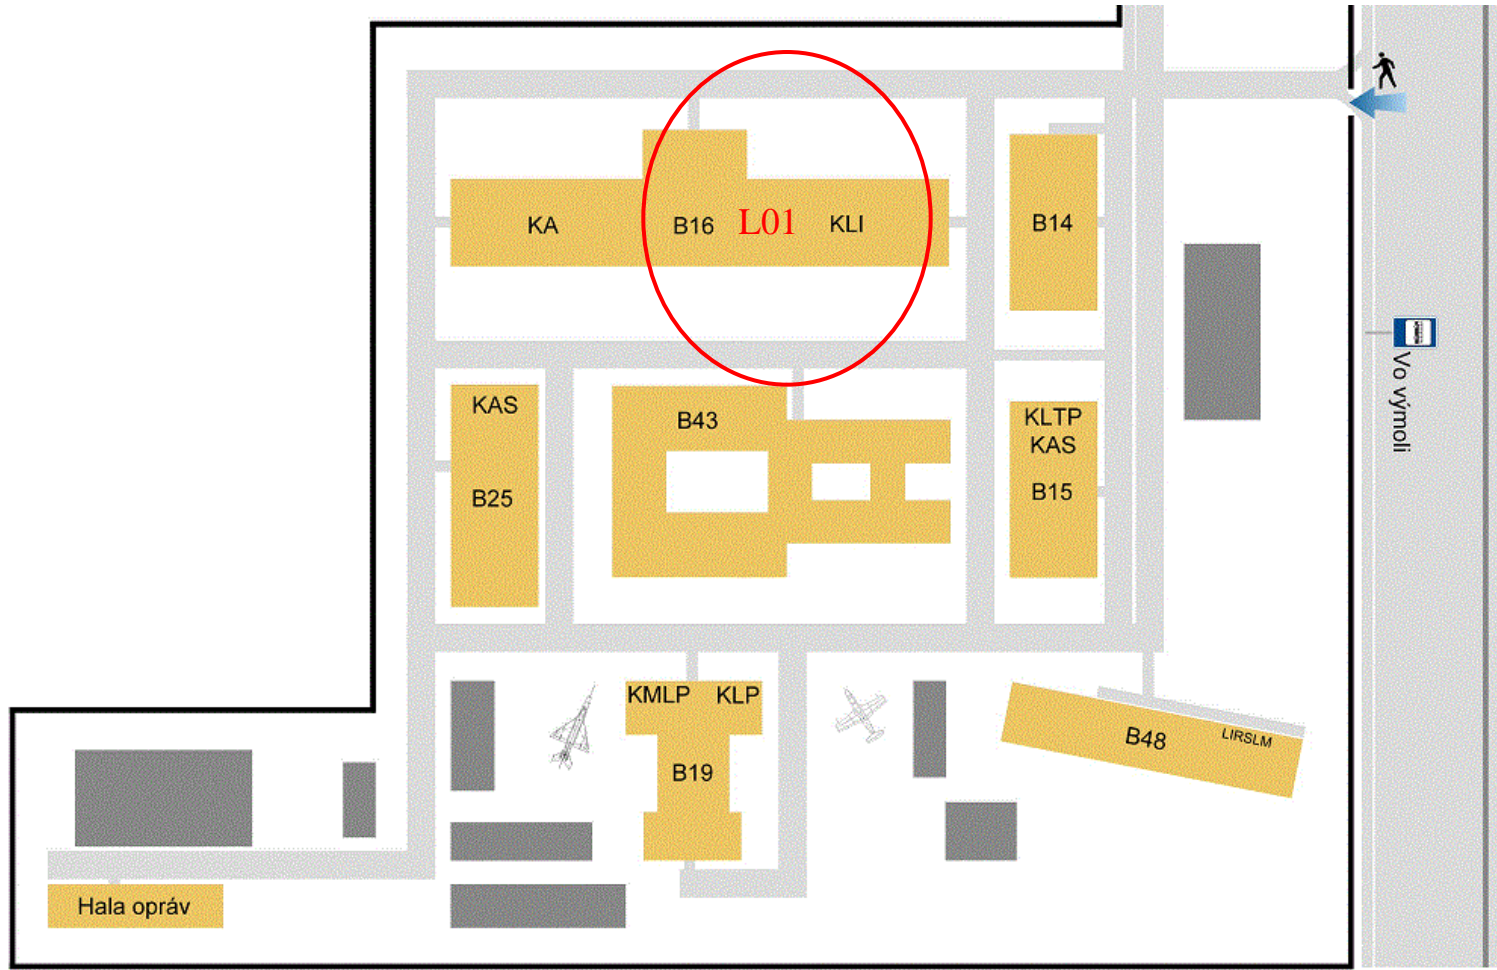 KA
B16
L01
KLI
B14
Vo výmoli
KAS
B25
B43
KLTP
KAS
B15
KMLP
KLP
B19
B48
LIRSLM
Hala opráv